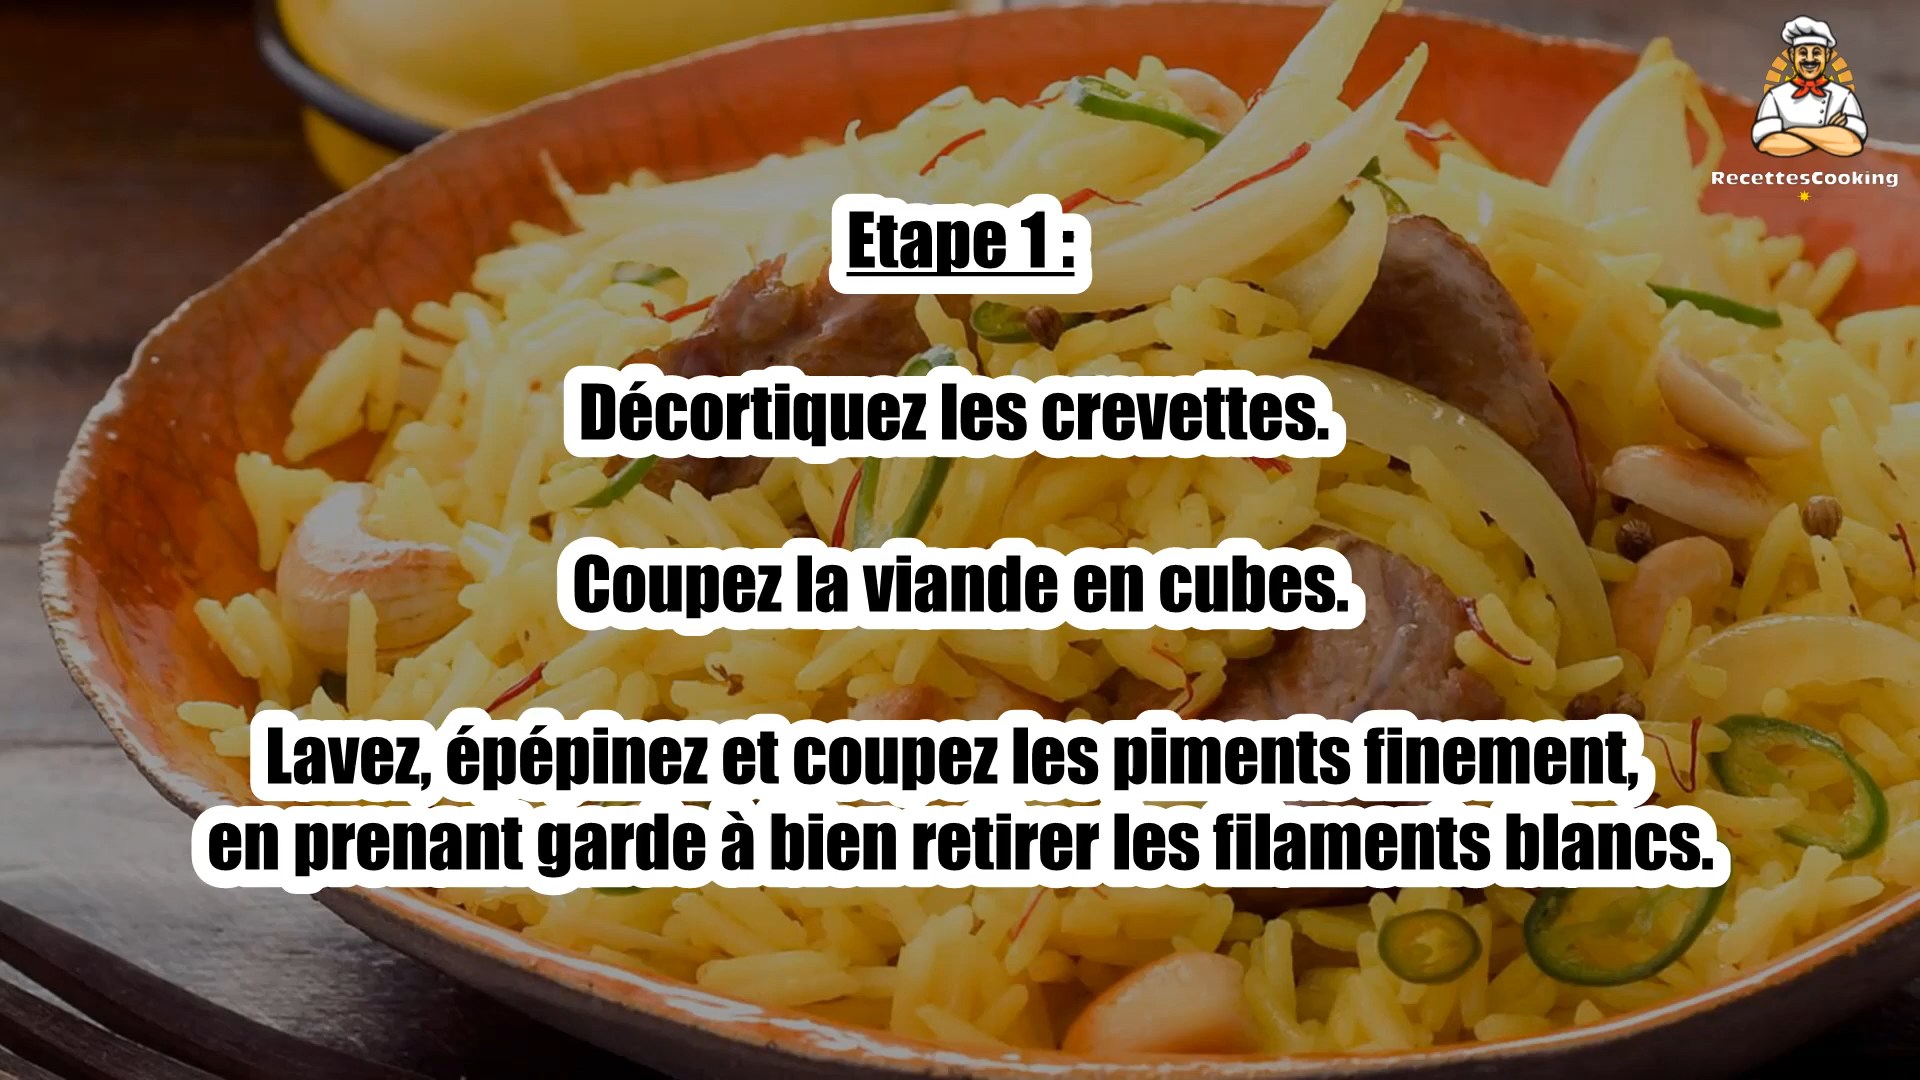 RecettesCooking
Etape 1 :
Décortiquez les crevettes.
Coupez la viande en cubes.
Lavez, épépinez et coupez les piments finement,
en prenant garde à bien retirer les filaments blancs.